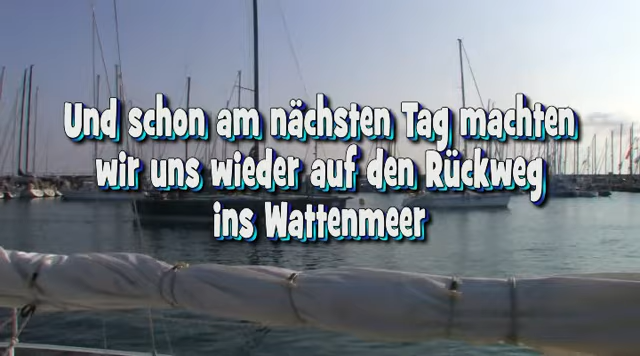 Und schon am nächsten Tag machten
wir uns wieder auf den Rückweg
ins Wattenmeer